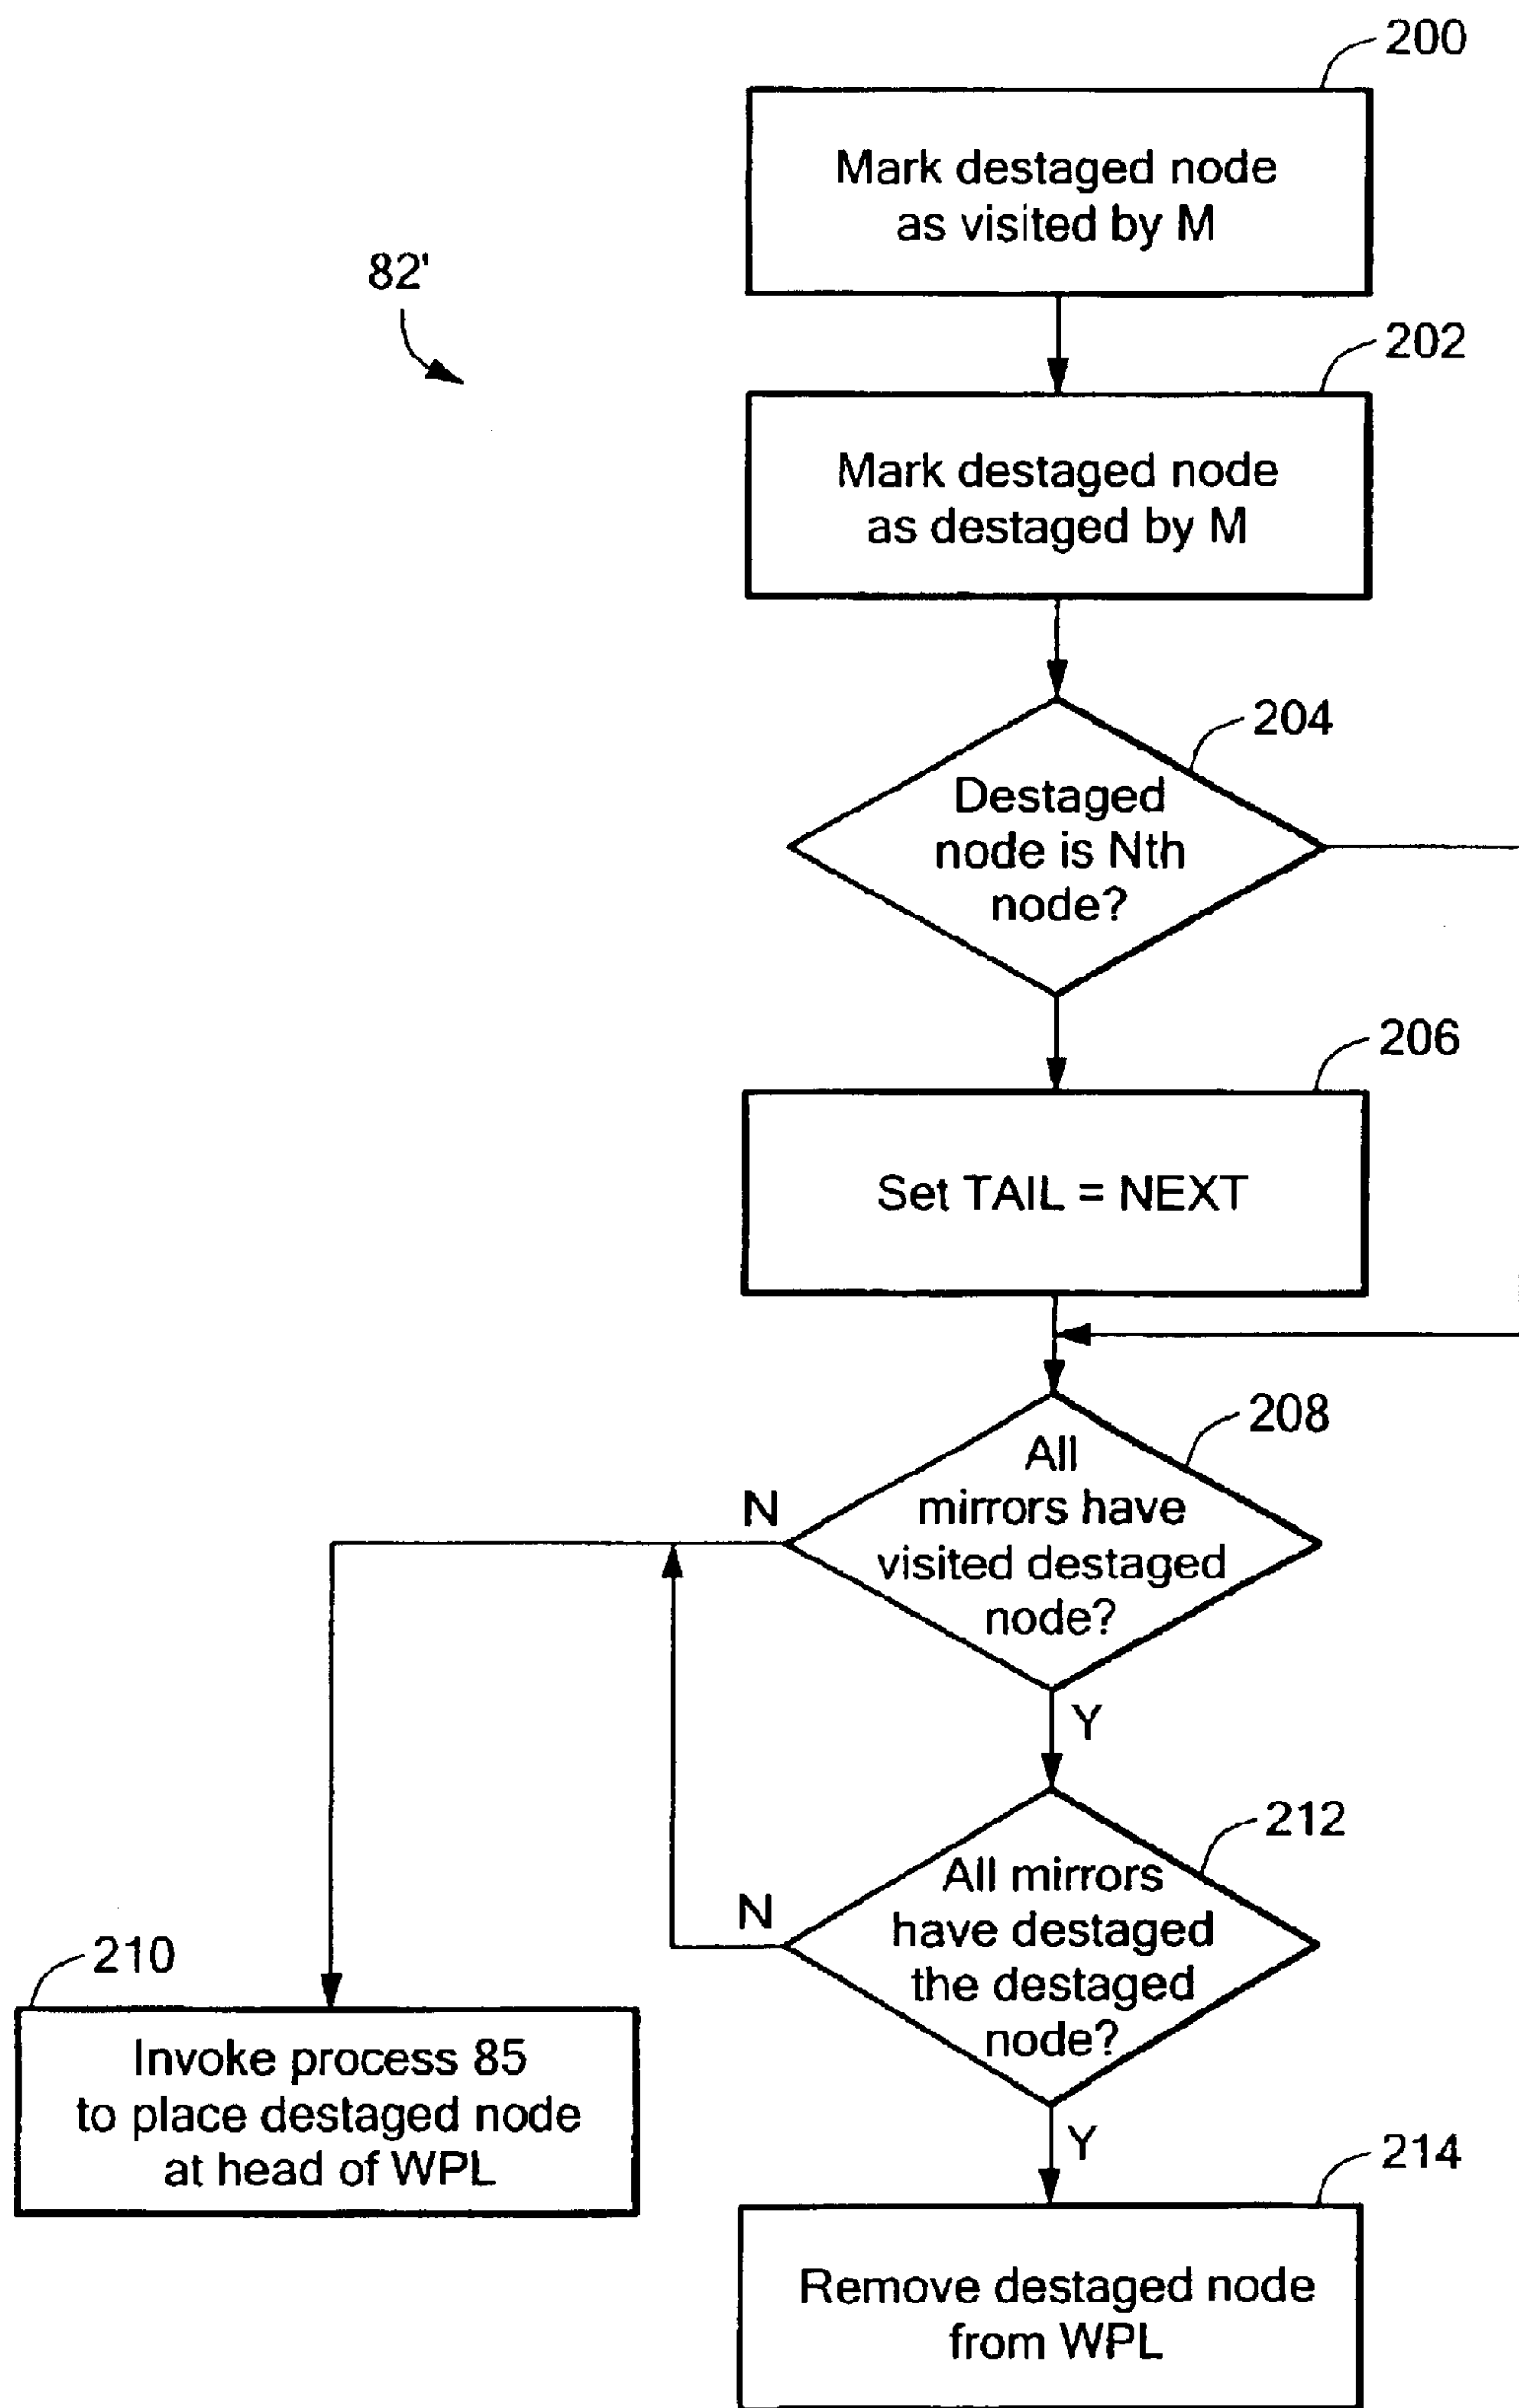 200
Mark destaged node
as visited by M
82'
202
Mark destaged node
as destaged by M
204
Destaged
node is Nth
node?
206
Set TAIL = NEXT
208
All
mirrors have
visited destaged
node?
N
Y
212
All mirrors
have destaged
the destaged
node?
N
Y
210
Invoke process 85
to place destaged node
at head of WPL
214
Remove destaged node
from WPL